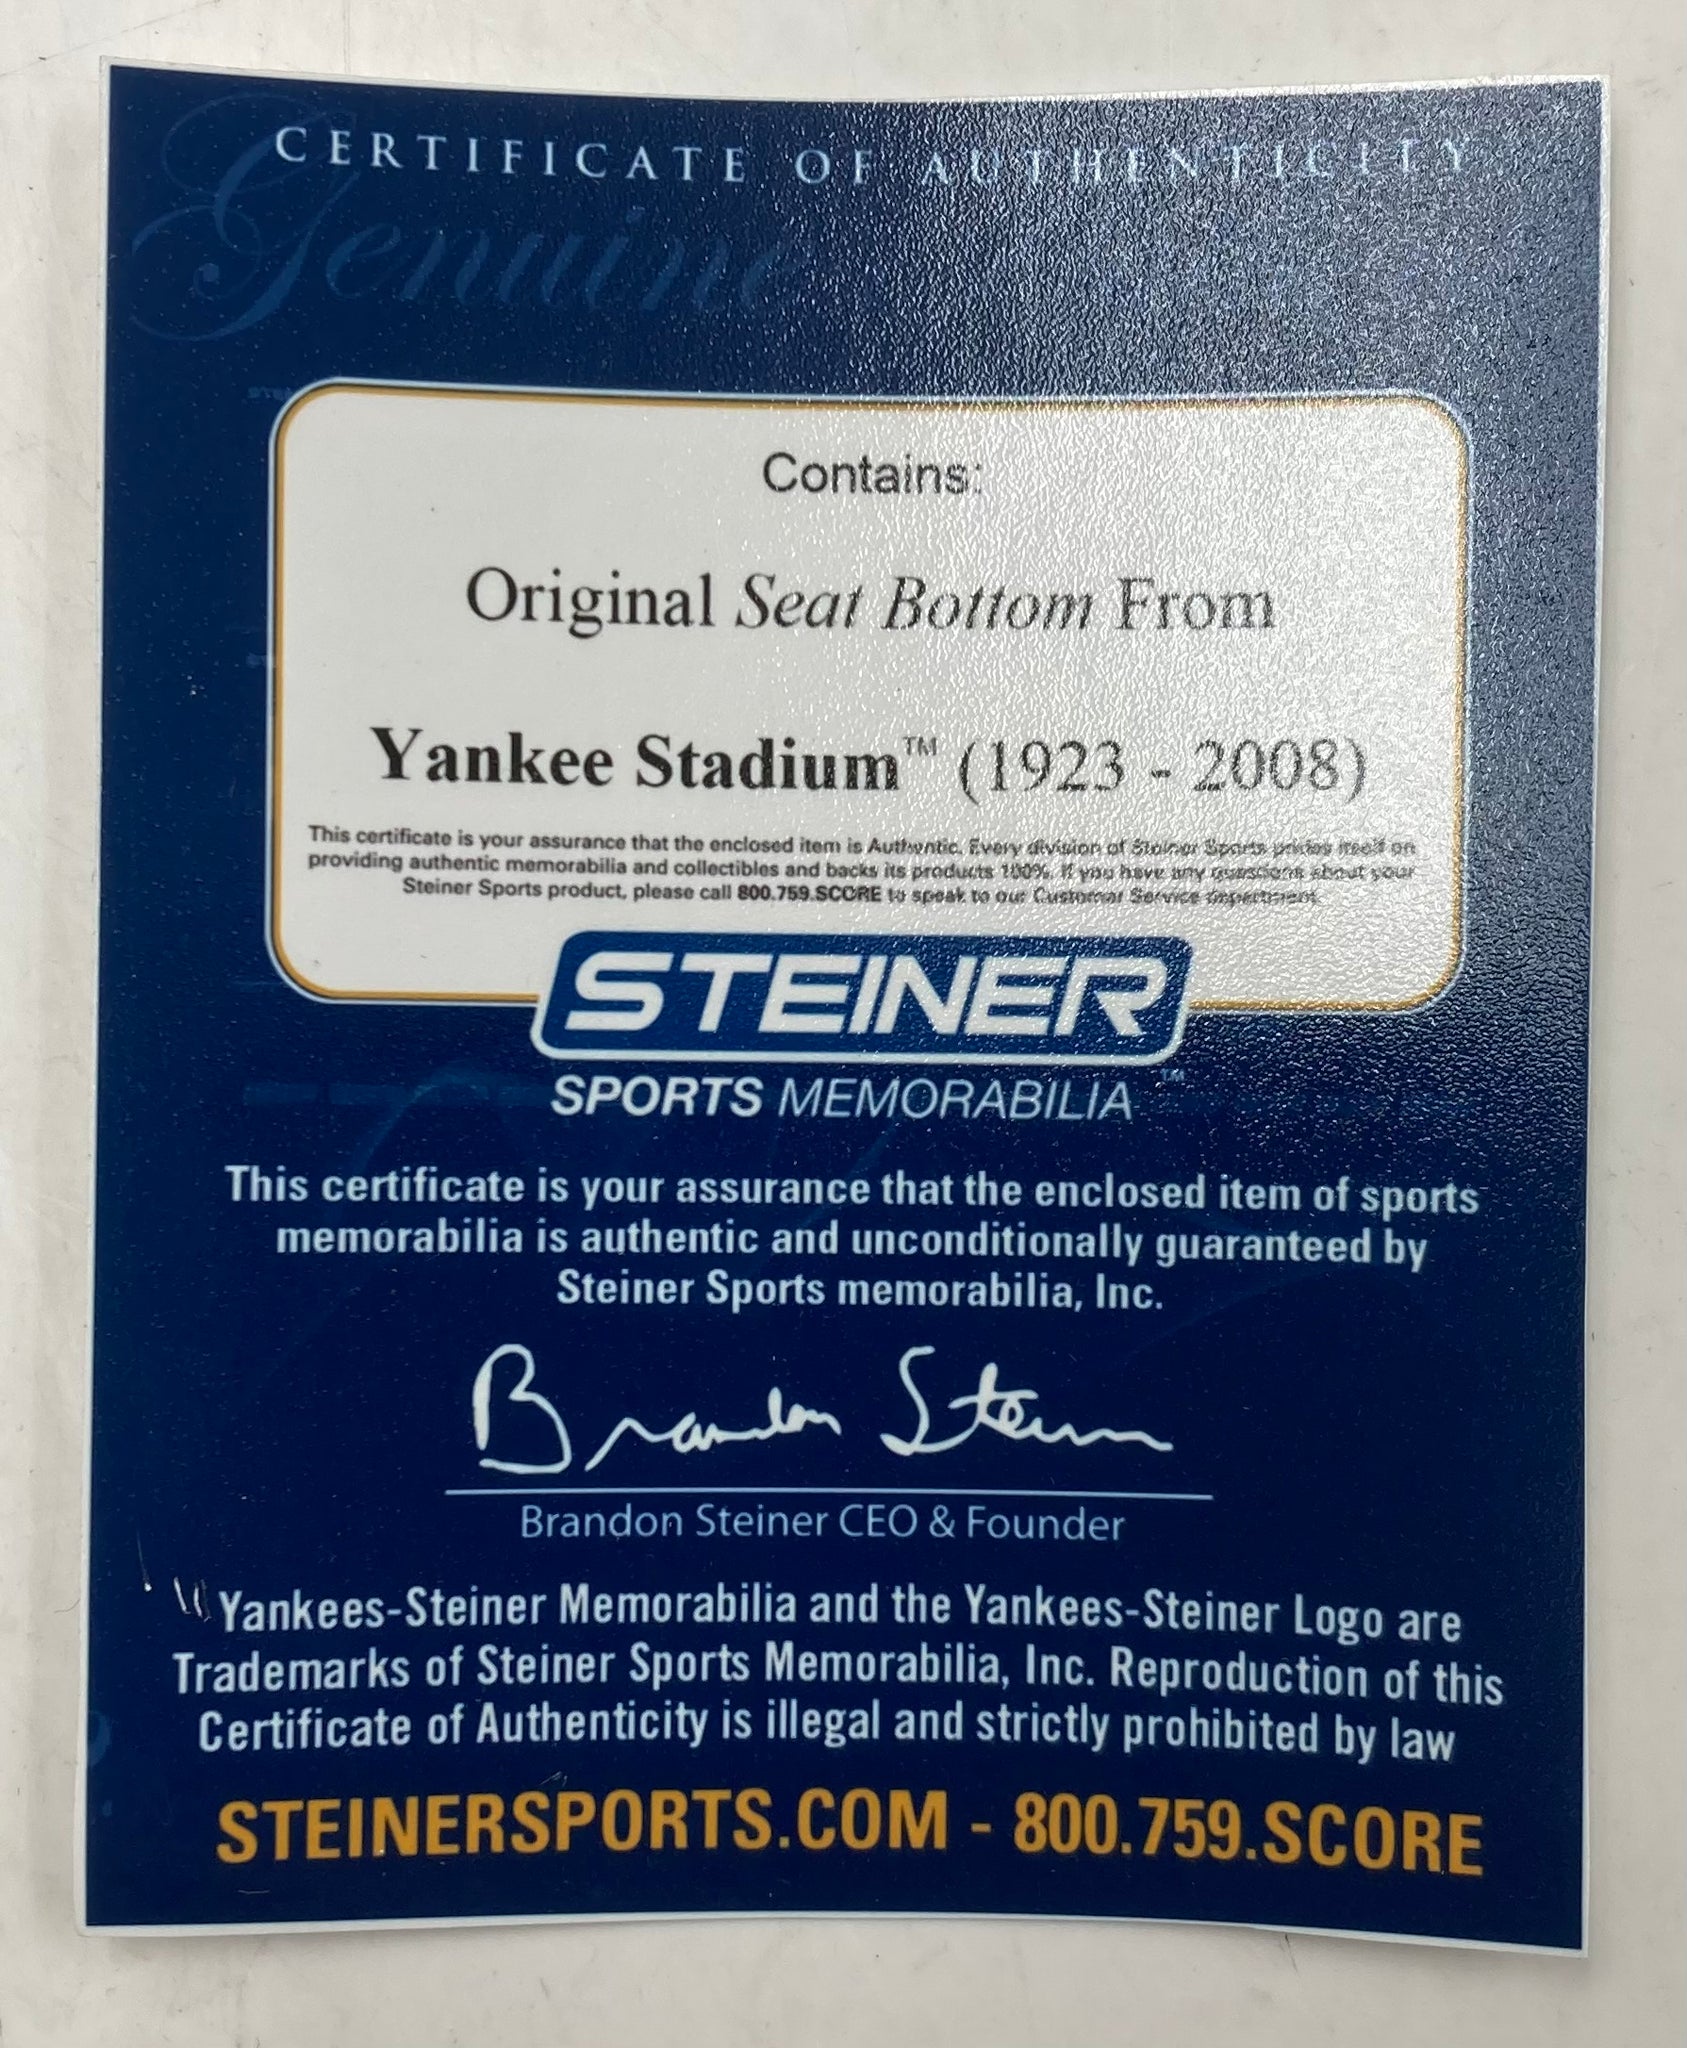 CERTIFICATE OF AUTHENTICITY
Genuine
Contains:
Original Seat Bottom From
Yankee Stadium™ (1923 - 2008)
This certificate is your assurance that the enclosed item is Authentic. Every division of Steiner Sports prides itself on
providing authentic memorabilia and collectibles and backs its products 100%. If you have any questions about your
Steiner Sports product, please call 800.759.SCORE to speak to our Customer Service department.
STEINER
SPORTS MEMORABILIA™
This certificate is your assurance that the enclosed item of sports
memorabilia is authentic and unconditionally guaranteed by
Steiner Sports memorabilia, Inc.
Brandon Steiner
Brandon Steiner CEO & Founder
Yankees-Steiner Memorabilia and the Yankees-Steiner Logo are
Trademarks of Steiner Sports Memorabilia, Inc. Reproduction of this
Certificate of Authenticity is illegal and strictly prohibited by law
STEINERSPORTS.COM - 800.759.SCORE